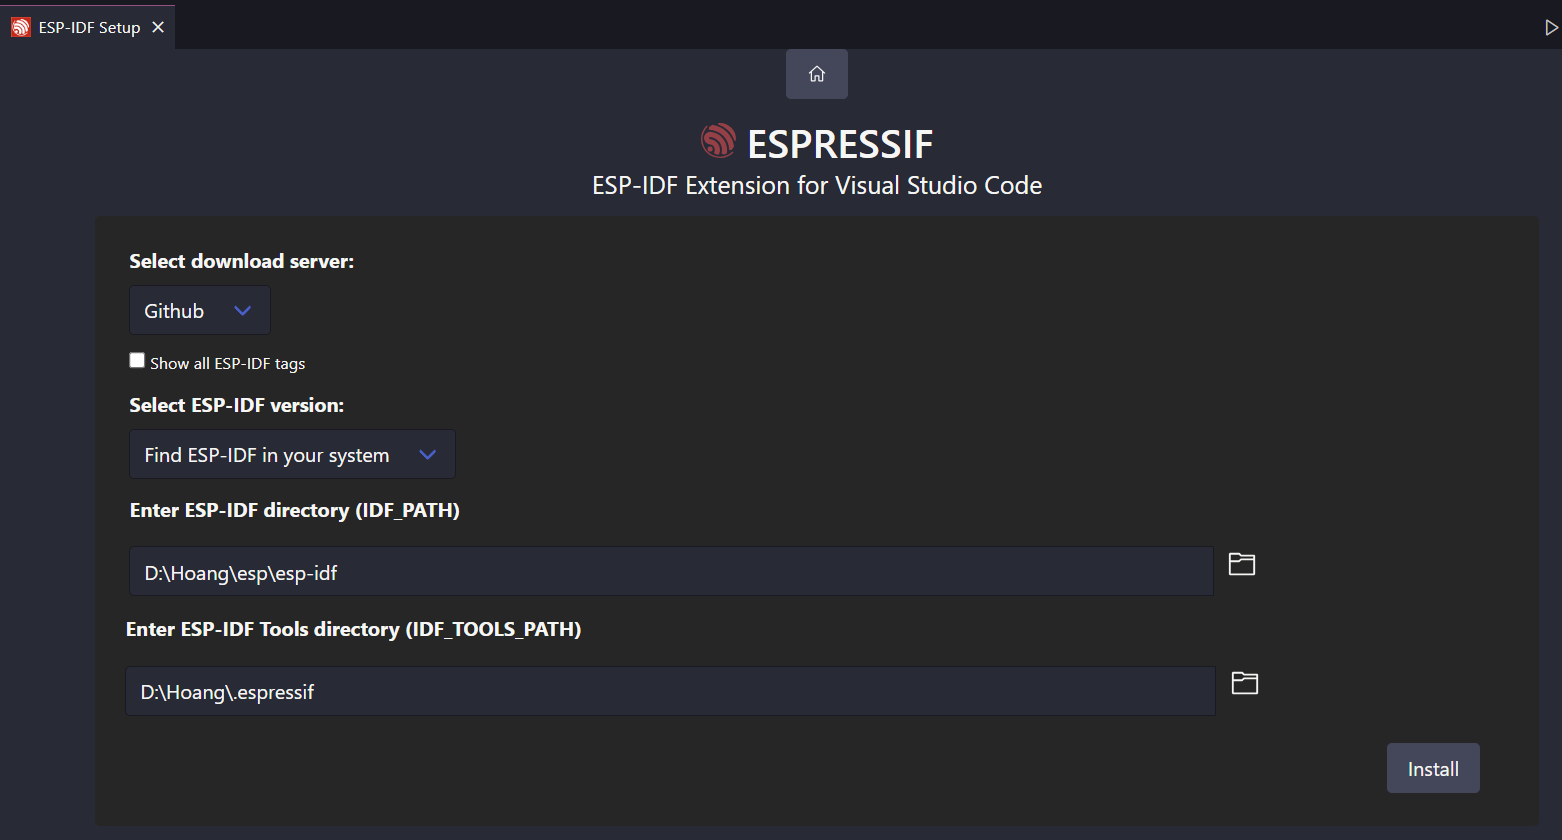 ESP-IDF Setup
ESPRESSIF
ESP-IDF Extension for Visual Studio Code
Select download server:
Github
Show all ESP-IDF tags
Select ESP-IDF version:
Find ESP-IDF in your system
Enter ESP-IDF directory (IDF_PATH)
D:\Hoang\esp\esp-idf
Enter ESP-IDF Tools directory (IDF_TOOLS_PATH)
D:\Hoang\.espressif
Install